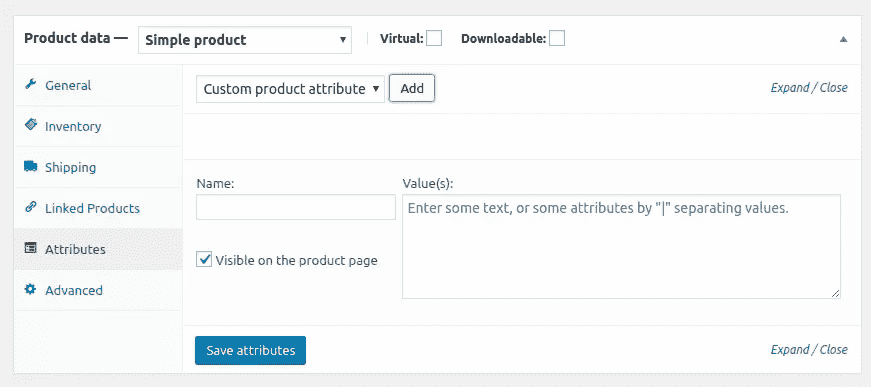 Product data — Simple product Virtual: Downloadable:
General
Inventory
Shipping
Linked Products
Attributes
Advanced
Custom product attribute Add Expand / Close
Name: Value(s):
Enter some text, or some attributes by "|" separating values.
Visible on the product page
Save attributes Expand / Close